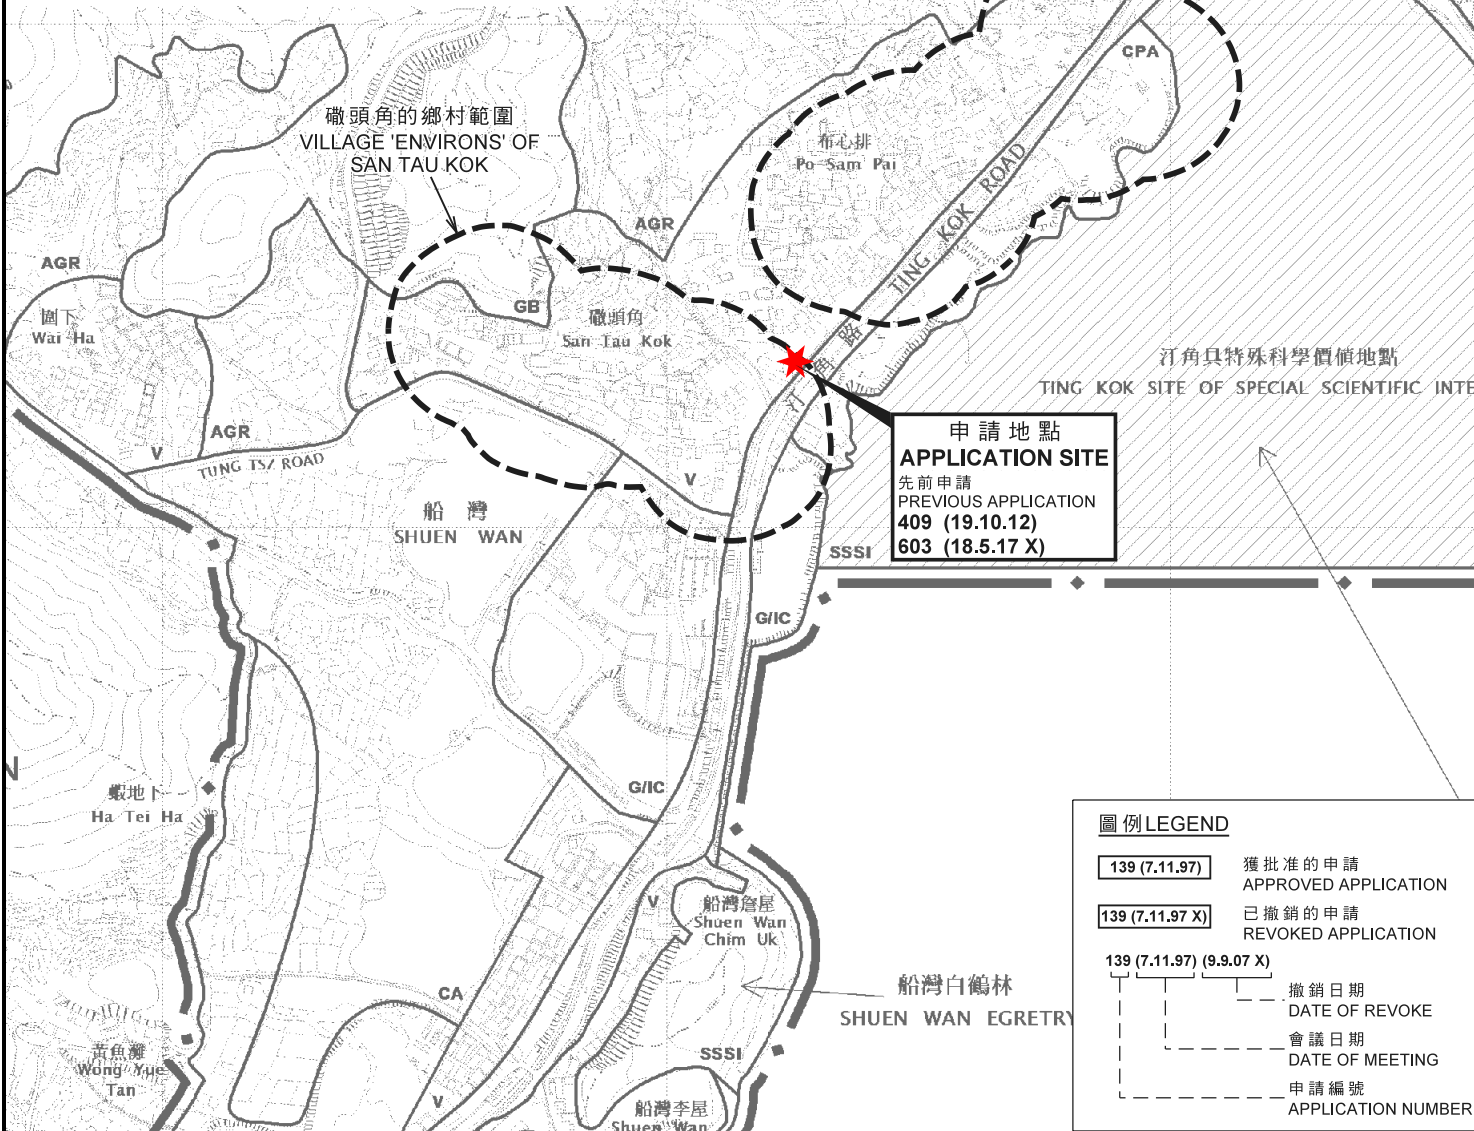 CPA
碈頭角的鄉村範圍
VILLAGE 'ENVIRONS' OF
SAN TAU KOK
布心排
Po Sam Pai
TING KOK ROAD
汀角路
AGR
AGR
GB
圍下
Wai Ha
碈頭角
San Tau Kok
汀角具特殊科學價值地點
TING KOK SITE OF SPECIAL SCIENTIFIC INTE
申請地點
APPLICATION SITE
先前申請
PREVIOUS APPLICATION
409 (19.10.12)
603 (18.5.17 X)
AGR
V
TUNG TSZ ROAD
V
船灣
SHUEN WAN
SSSI
G/IC
N
蝦地下
Ha Tei Ha
G/IC
圖例LEGEND
139 (7.11.97)
獲批准的申請
APPROVED APPLICATION
139 (7.11.97 X)
已撤銷的申請
REVOKED APPLICATION
139 (7.11.97) (9.9.07 X)
撤銷日期
DATE OF REVOKE
會議日期
DATE OF MEETING
申請編號
APPLICATION NUMBER
V
船灣詹屋
Shuen Wan
Chim Uk
CA
船灣白鶴林
SHUEN WAN EGRETRY
SSSI
黃魚灘
Wong Yue
Tan
V
船灣李屋
Shuen Wan